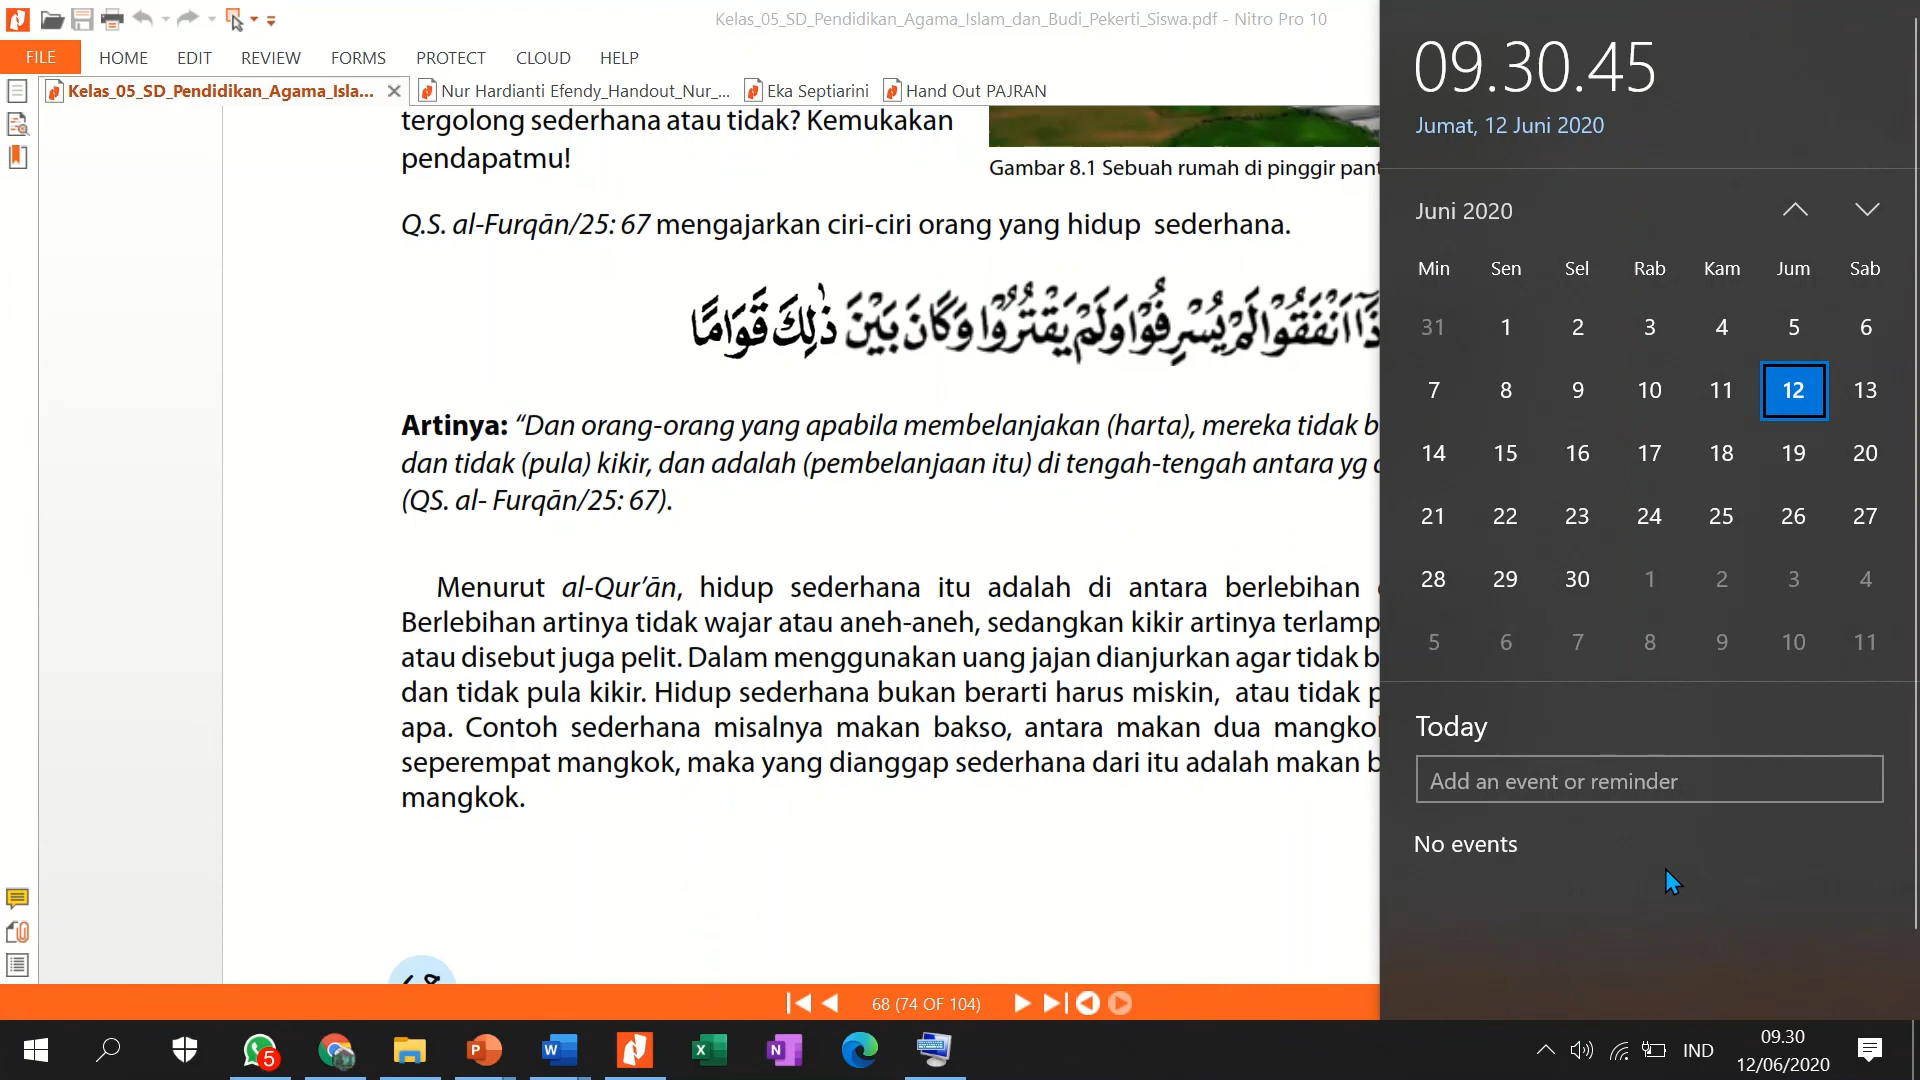 Kelas_05_SD_Pendidikan_Agama_Islam_dan_Budi_Pekerti_Siswa.pdf - Nitro Pro 10
FILE HOME EDIT REVIEW FORMS PROTECT CLOUD HELP
Kelas_05_SD_Pendidikan_Agama_Isla... Nur Hardianti Efendy_Handout_Nur_... Eka Septiarini Hand Out PAJRAN
tergolong sederhana atau tidak? Kemukakan
pendapatmu!
Gambar 8.1 Sebuah rumah di pinggir pant
Q.S. al-Furqān/25: 67 mengajarkan ciri-ciri orang yang hidup sederhana.
ذَآ اَنْفَقُوْا لَمْ يُسْرِفُوْا وَلَمْ يَقْتُرُوْا وَكَانَ بَيْنَ ذٰلِكَ قَوَامًا
Artinya: “Dan orang-orang yang apabila membelanjakan (harta), mereka tidak b
dan tidak (pula) kikir, dan adalah (pembelanjaan itu) di tengah-tengah antara yg
(QS. al- Furqān/25: 67).
Menurut al-Qur’ān, hidup sederhana itu adalah di antara berlebihan
Berlebihan artinya tidak wajar atau aneh-aneh, sedangkan kikir artinya terlamp
atau disebut juga pelit. Dalam menggunakan uang jajan dianjurkan agar tidak b
dan tidak pula kikir. Hidup sederhana bukan berarti harus miskin, atau tidak p
apa. Contoh sederhana misalnya makan bakso, antara makan dua mangko
seperempat mangkok, maka yang dianggap sederhana dari itu adalah makan b
mangkok.
68 (74 OF 104)
09.30.45
Jumat, 12 Juni 2020
Juni 2020
Min Sen Sel Rab Kam Jum Sab
31 1 2 3 4 5 6
7 8 9 10 11 12 13
14 15 16 17 18 19 20
21 22 23 24 25 26 27
28 29 30 1 2 3 4
5 6 7 8 9 10 11
Today
Add an event or reminder
No events
5
IND
09.30
12/06/2020